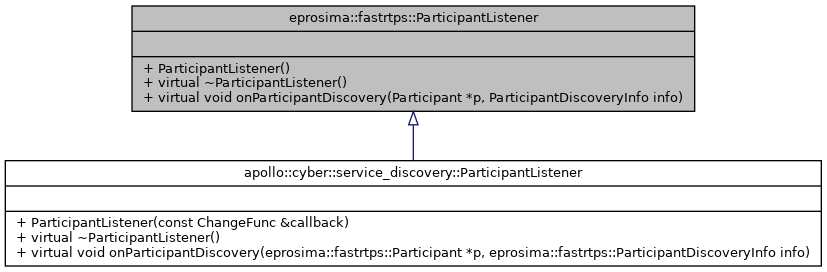 eprosima::fastrtps::ParticipantListener
+ ParticipantListener()
+ virtual ~ParticipantListener()
+ virtual void onParticipantDiscovery(Participant *p, ParticipantDiscoveryInfo info)
apollo::cyber::service_discovery::ParticipantListener
+ ParticipantListener(const ChangeFunc &callback)
+ virtual ~ParticipantListener()
+ virtual void onParticipantDiscovery(eprosima::fastrtps::Participant *p, eprosima::fastrtps::ParticipantDiscoveryInfo info)